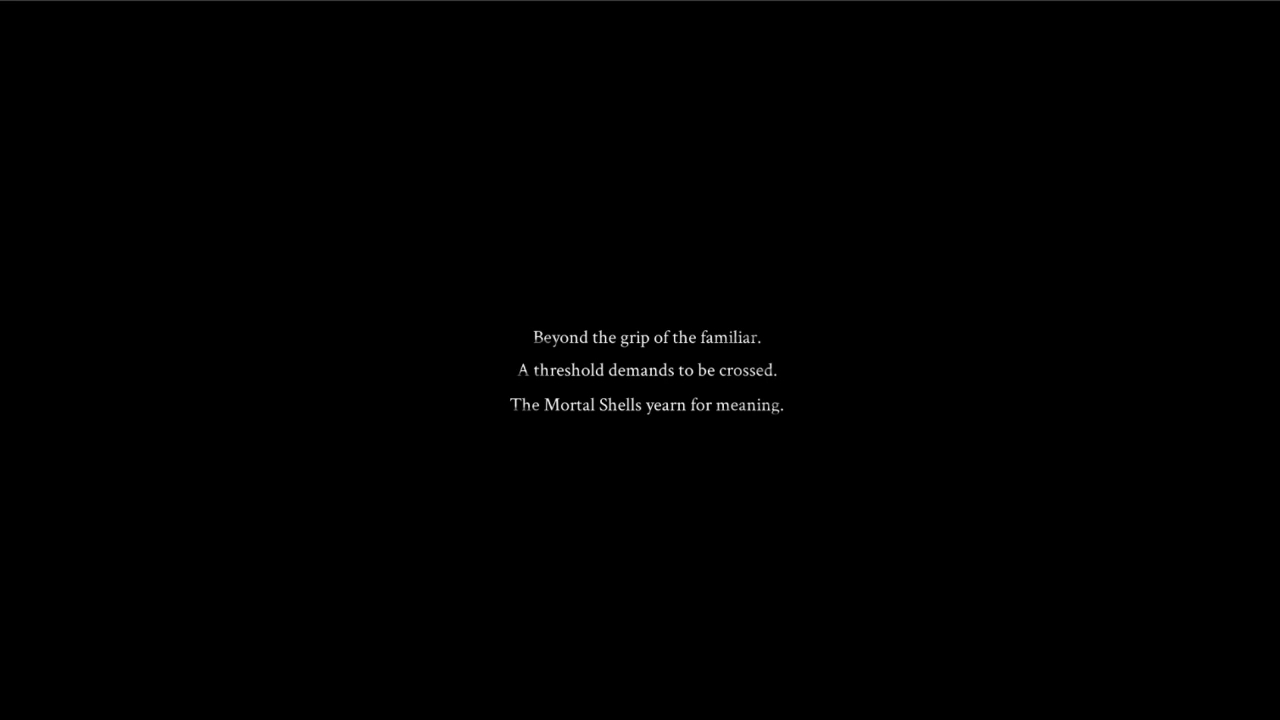 Beyond the grip of the familiar.
A threshold demands to be crossed.
The Mortal Shells yearn for meaning.